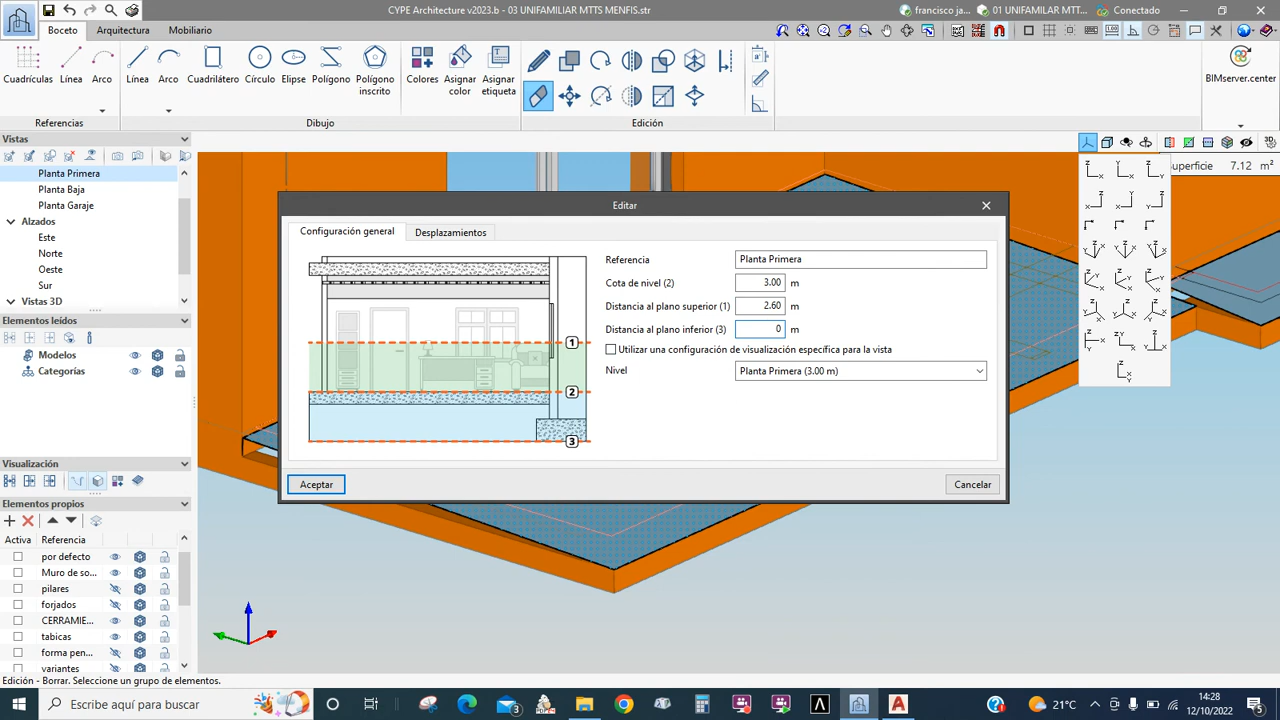 CYPE Architecture v2023.b - 03 UNIFAMILIAR MTTS MENFIS.str
francisco ja...
01 UNIFAMILAR MTT...
Conectado
Boceto
Arquitectura
Mobiliario
Cuadrículas
Línea
Arco
Línea
Arco
Cuadrilátero
Círculo
Elipse
Polígono
Polígono inscrito
Colores
Asignar color
Asignar etiqueta
BIMserver.center
Referencias
Dibujo
Edición
Vistas
Planta Primera
Planta Baja
Planta Garaje
Alzados
Este
Norte
Oeste
Sur
Vistas 3D
Elementos leídos
Modelos
Categorías
Visualización
Elementos propios
Activa
Referencia
por defecto
Muro de so...
pilares
forjados
CERRAMIE...
tabicas
forma pen...
variantes
Superficie 7.12 m²
Editar
Configuración general
Desplazamientos
1
2
3
Referencia
Planta Primera
Cota de nivel (2)
3.00 m
Distancia al plano superior (1)
2.60 m
Distancia al plano inferior (3)
0 m
Utilizar una configuración de visualización específica para la vista
Nivel
Planta Primera (3.00 m)
Aceptar
Cancelar
Edición - Borrar. Seleccione un grupo de elementos.
Escribe aquí para buscar
3
21°C
14:28
12/10/2022